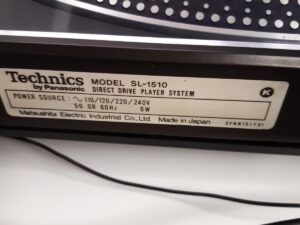 Technics MODEL SL-1510
by Panasonic DIRECT DRIVE PLAYER SYSTEM
K
POWER SOURCE : ~ 110/120/220/240V
50 OR 60Hz 6W
Matsushita Electric Industrial Co., Ltd. Made in Japan